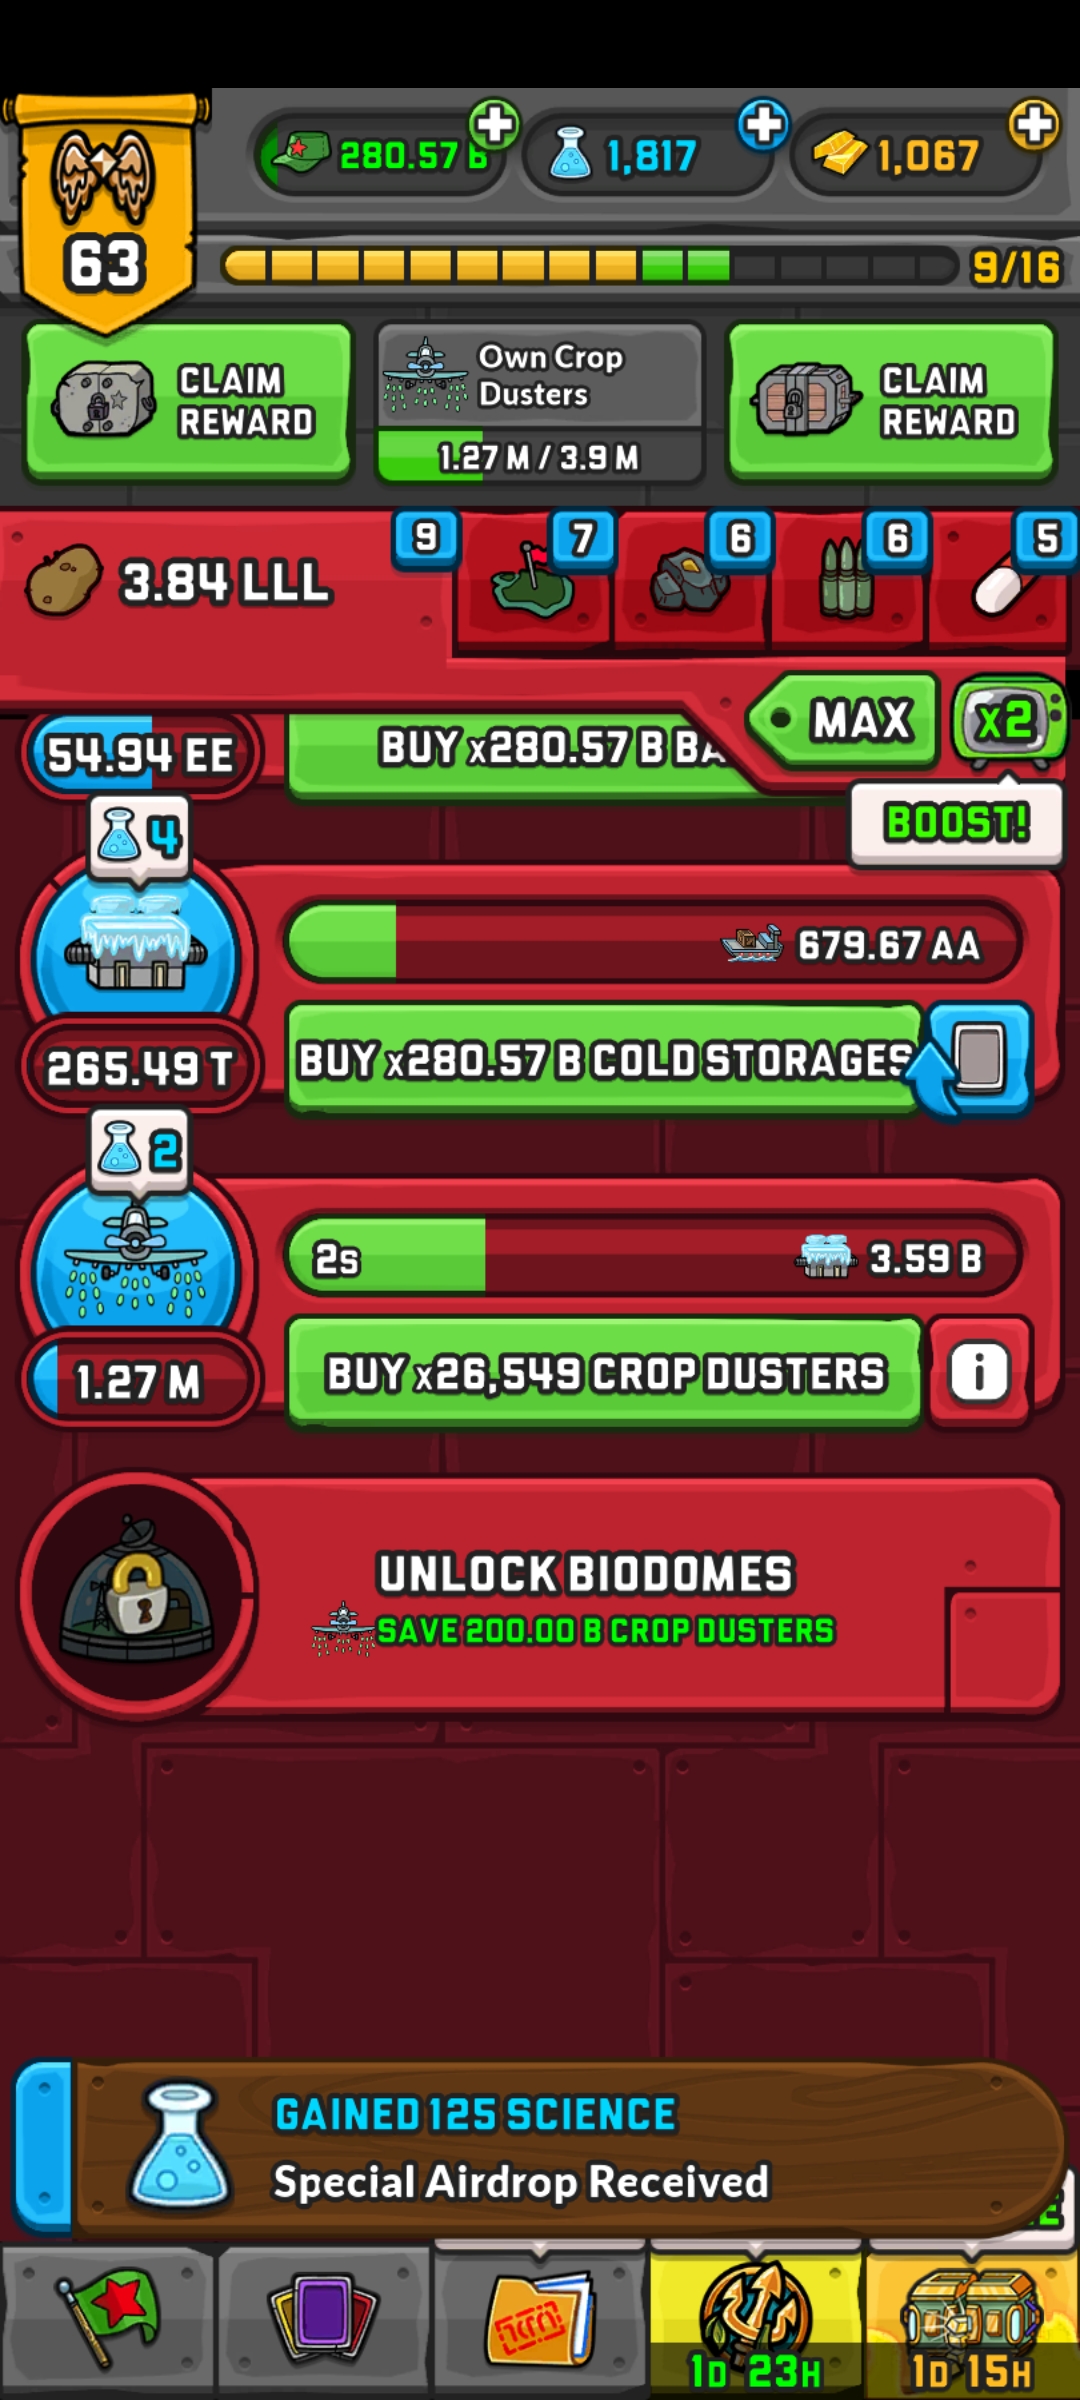 63
280.57 B
1,817
1,067
9/16
CLAIM
REWARD
Own Crop
Dusters
1.27 M / 3.9 M
CLAIM
REWARD
3.84 LLL
9
7
6
6
5
MAX
x2
BOOST!
54.94 EE
BUY x280.57 B
4
679.67 AA
265.49 T
BUY x280.57 B COLD STORAGES
2
2s
3.59 B
1.27 M
BUY x26,549 CROP DUSTERS
i
UNLOCK BIODOMES
SAVE 200.00 B CROP DUSTERS
GAINED 125 SCIENCE
Special Airdrop Received
1D 23H
1D 15H